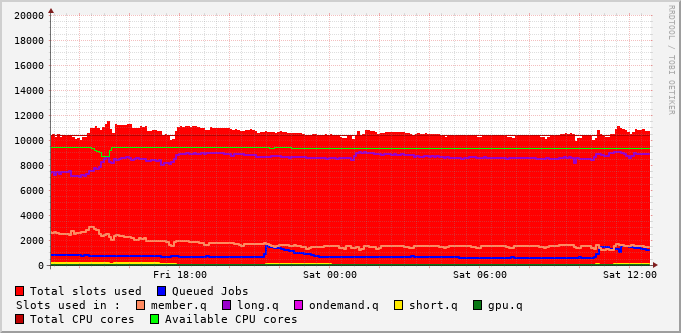 20000
18000
16000
14000
12000
10000
8000
6000
4000
2000
0
Fri 18:00 Sat 00:00 Sat 06:00 Sat 12:00
Total slots used Queued Jobs
Slots used in : member.q long.q ondemand.q short.q gpu.q
Total CPU cores Available CPU cores
RRDTOOL / TOBI OETIKER